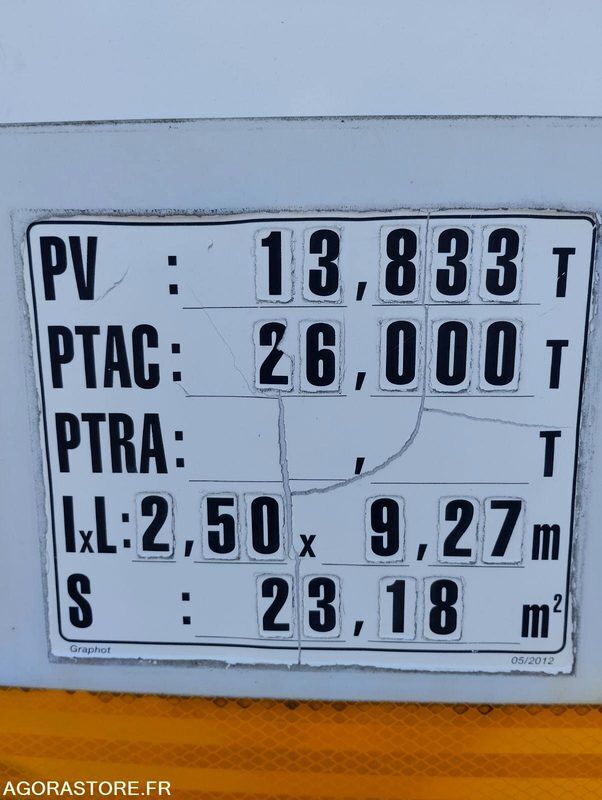 PV : 13,833 T
PTAC: 26,000 T
PTRA: , T
lxL: 2,50 x 9,27 m
S : 23,18 m²
Graphot 05/2012
AGORASTORE.FR